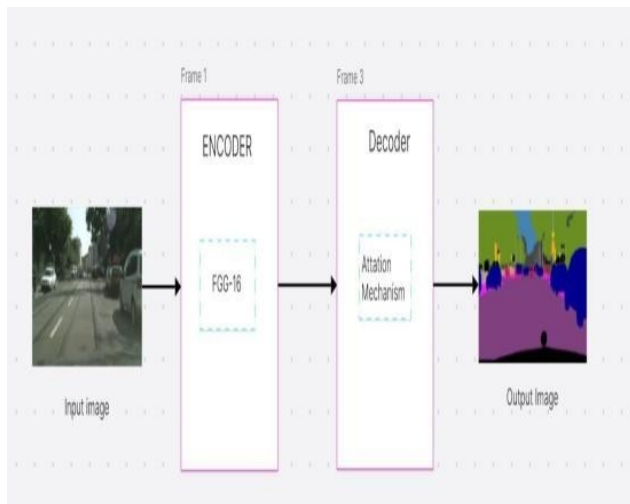 Frame 1
Frame 3
ENCODER
Decoder
FGG-16
Attation
Mechanism
Input image
Output Image